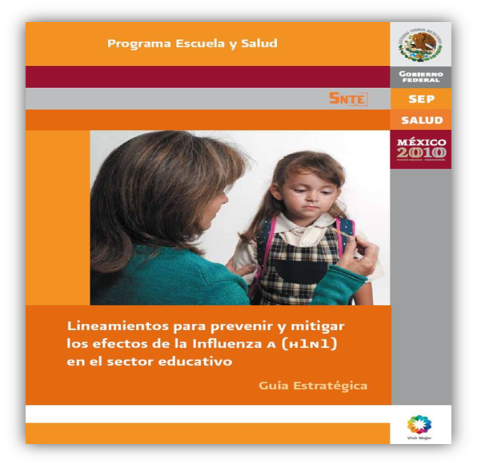 Programa Escuela y Salud
GOBIERNO
FEDERAL
SNTE
SEP
SALUD
MÉXICO
2010
Lineamientos para prevenir y mitigar
los efectos de la Influenza A (H1N1)
en el sector educativo
Guía Estratégica
Vivir Mejor